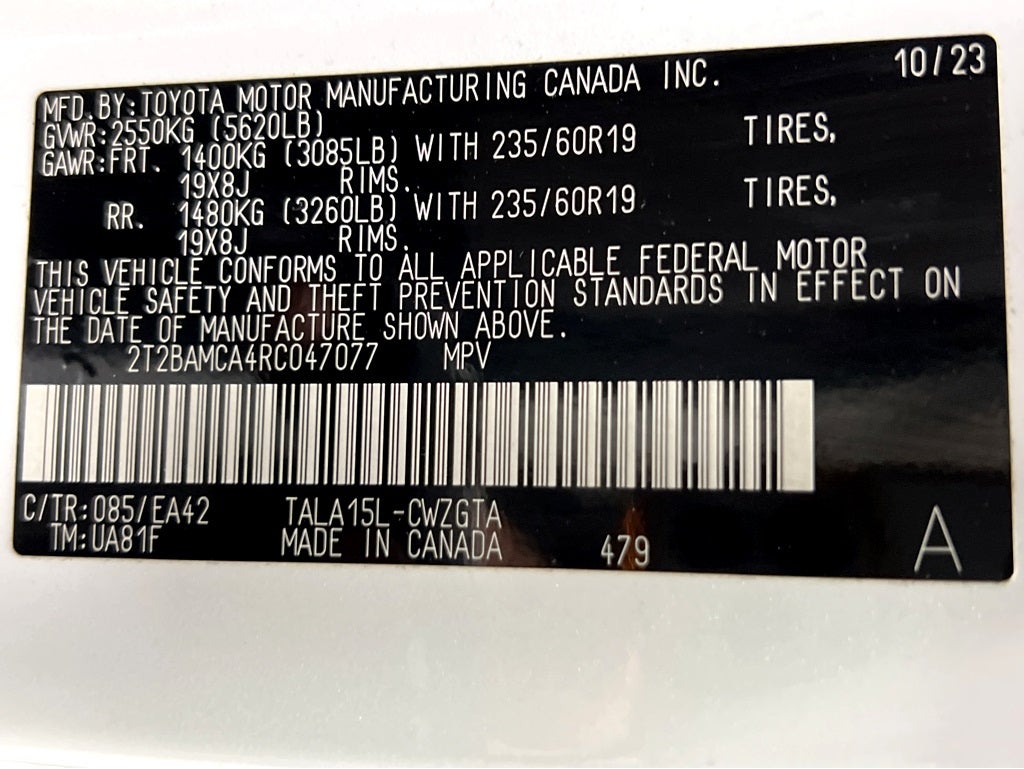 10/23
MFD.BY:TOYOTA MOTOR MANUFACTURING CANADA INC.
GVWR:2550KG (5620LB)
GAWR:FRT. 1400KG (3085LB) WITH 235/60R19 TIRES,
19X8J RIMS.
RR. 1480KG (3260LB) WITH 235/60R19 TIRES,
19X8J RIMS.
THIS VEHICLE CONFORMS TO ALL APPLICABLE FEDERAL MOTOR
VEHICLE SAFETY AND THEFT PREVENTION STANDARDS IN EFFECT ON
THE DATE OF MANUFACTURE SHOWN ABOVE.
2T2BAMCA4RC047077 MPV
C/TR:085/EA42 TALA15L-CWZGTA
TM:UA81F MADE IN CANADA 479
A